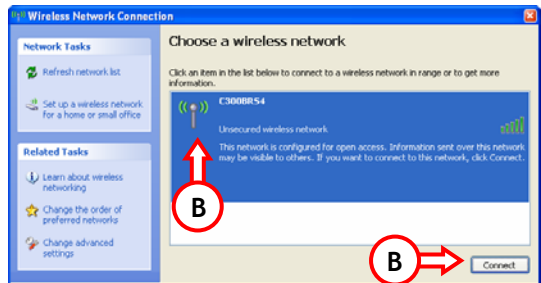 Wireless Network Connection
Network Tasks
Refresh network list
Set up a wireless network
for a home or small office
Related Tasks
Learn about wireless
networking
Change the order of
preferred networks
Change advanced
settings
Choose a wireless network
Click an item in the list below to connect to a wireless network in range or to get more
information.
C300BRS4
Unsecured wireless network
This network is configured for open access. Information sent over this network
may be visible to others. If you want to connect to this network, click Connect.
B
B
Connect